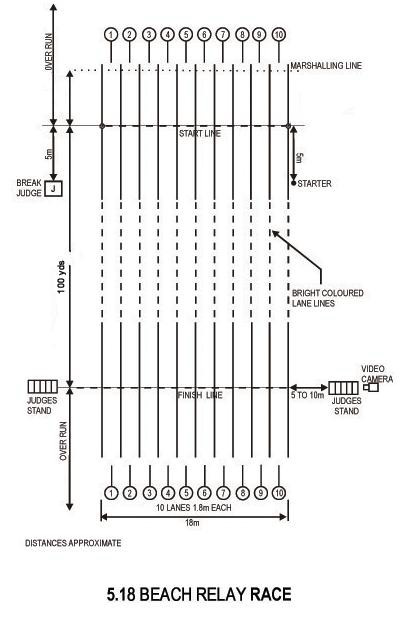 OVER RUN
1 2 3 4 5 6 7 8 9 10
MARSHALLING LINE
START LINE
5m
5m
BREAK
JUDGE
J
STARTER
100 yds
BRIGHT COLOURED
LANE LINES
VIDEO
CAMERA
FINISH LINE
5 TO 10m
JUDGES
STAND
JUDGES
STAND
OVER RUN
1 2 3 4 5 6 7 8 9 10
10 LANES 1.8m EACH
18m
DISTANCES APPROXIMATE
5.18 BEACH RELAY RACE